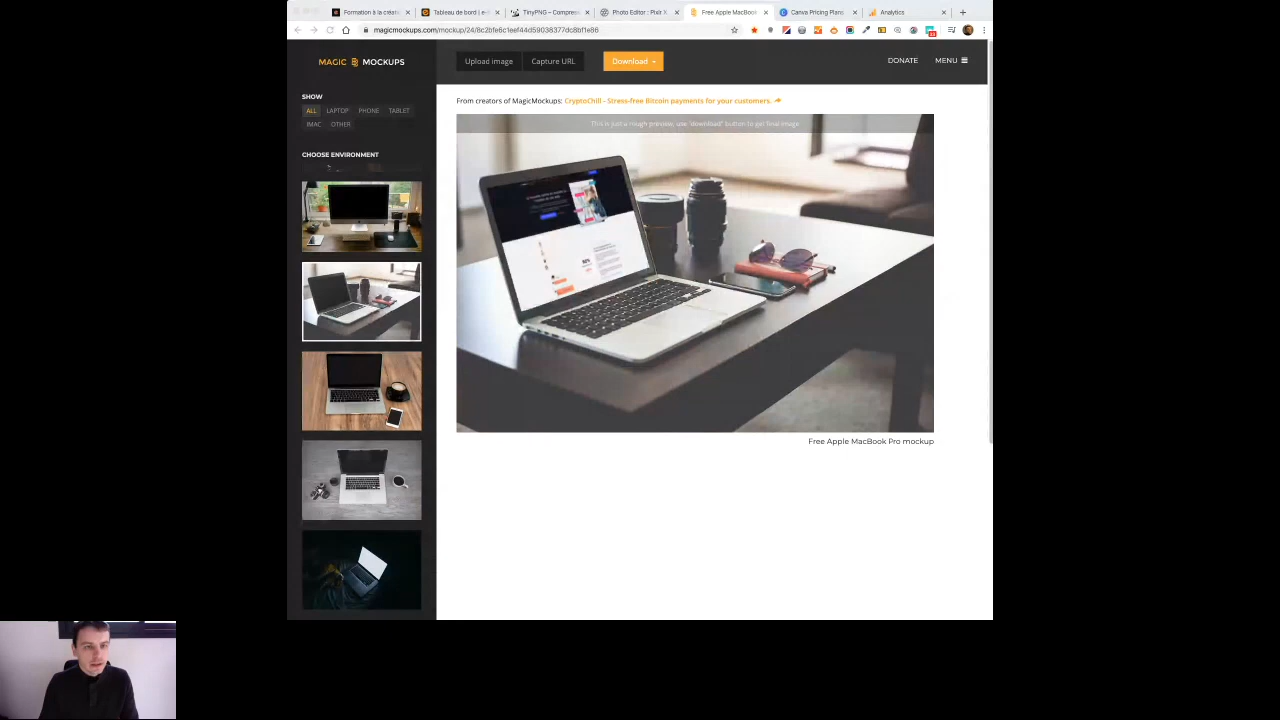 Formation à la créati
Tableau de bord | e-l
TinyPNG – Compress
Photo Editor : Pixlr X
Free Apple MacBook
Canva Pricing Plans
Analytics
magicmockups.com/mockup/24/8c2bfe6c1eef44d59038377dc8bf1e86
MAGIC MOCKUPS
Upload image
Capture URL
Download
DONATE
MENU
SHOW
ALL LAPTOP PHONE TABLET
IMAC OTHER
CHOOSE ENVIRONMENT
From creators of MagicMockups: CryptoChill - Stress-free Bitcoin payments for your customers.
This is just a rough preview, use "download" button to get final image
Free Apple MacBook Pro mockup